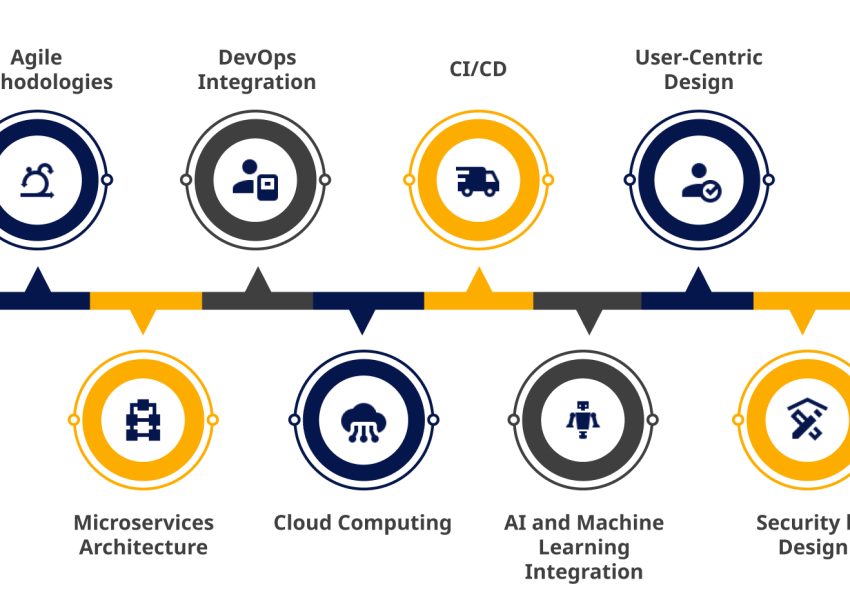 Agile
hodologies
DevOps
Integration
CI/CD
User-Centric
Design
Microservices
Architecture
Cloud Computing
AI and Machine
Learning
Integration
Security
Design